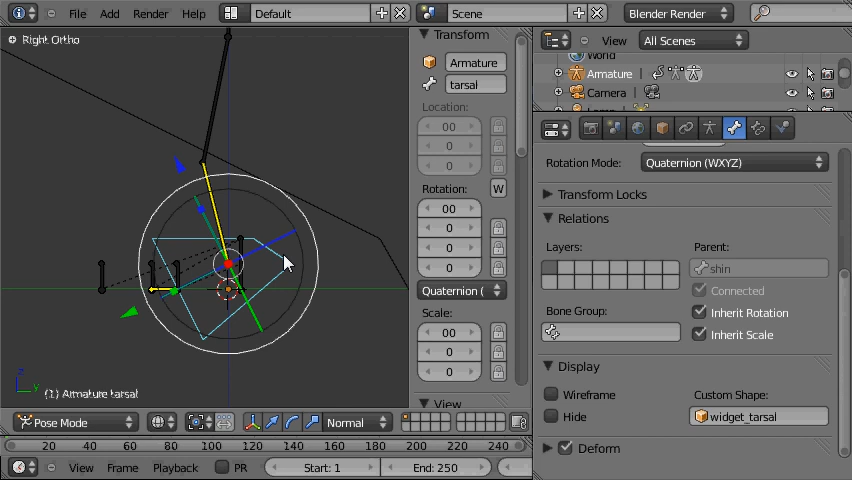 File Add Render Help Default Scene Blender Render
Right Ortho
Transform
View All Scenes
World
Armature
Armature
tarsal
Camera
Location:
00
0
0
Rotation Mode: Quaternion (WXYZ)
Rotation: W
Transform Locks
00
Relations
0
0
0
Layers: Parent:
shin
Quaternion ( Connected
Bone Group: Inherit Rotation
Scale:
00
Inherit Scale
0
0
Display
z
y
Wireframe Custom Shape:
(1) Armature tarsal
View
Hide widget_tarsal
Pose Mode Normal
20 40 60 80 100 120 140 160 180 200 220 240
Deform
View Frame Playback PR Start: 1 End: 250